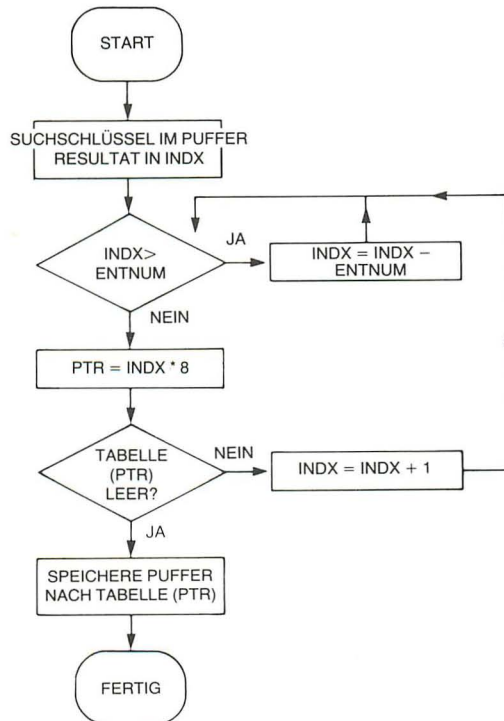 START
SUCHSCHLÜSSEL IM PUFFER
RESULTAT IN INDX
INDX>
ENTNUM
JA
INDX = INDX –
ENTNUM
NEIN
PTR = INDX * 8
TABELLE
(PTR)
LEER?
NEIN
INDX = INDX + 1
JA
SPEICHERE PUFFER
NACH TABELLE (PTR)
FERTIG